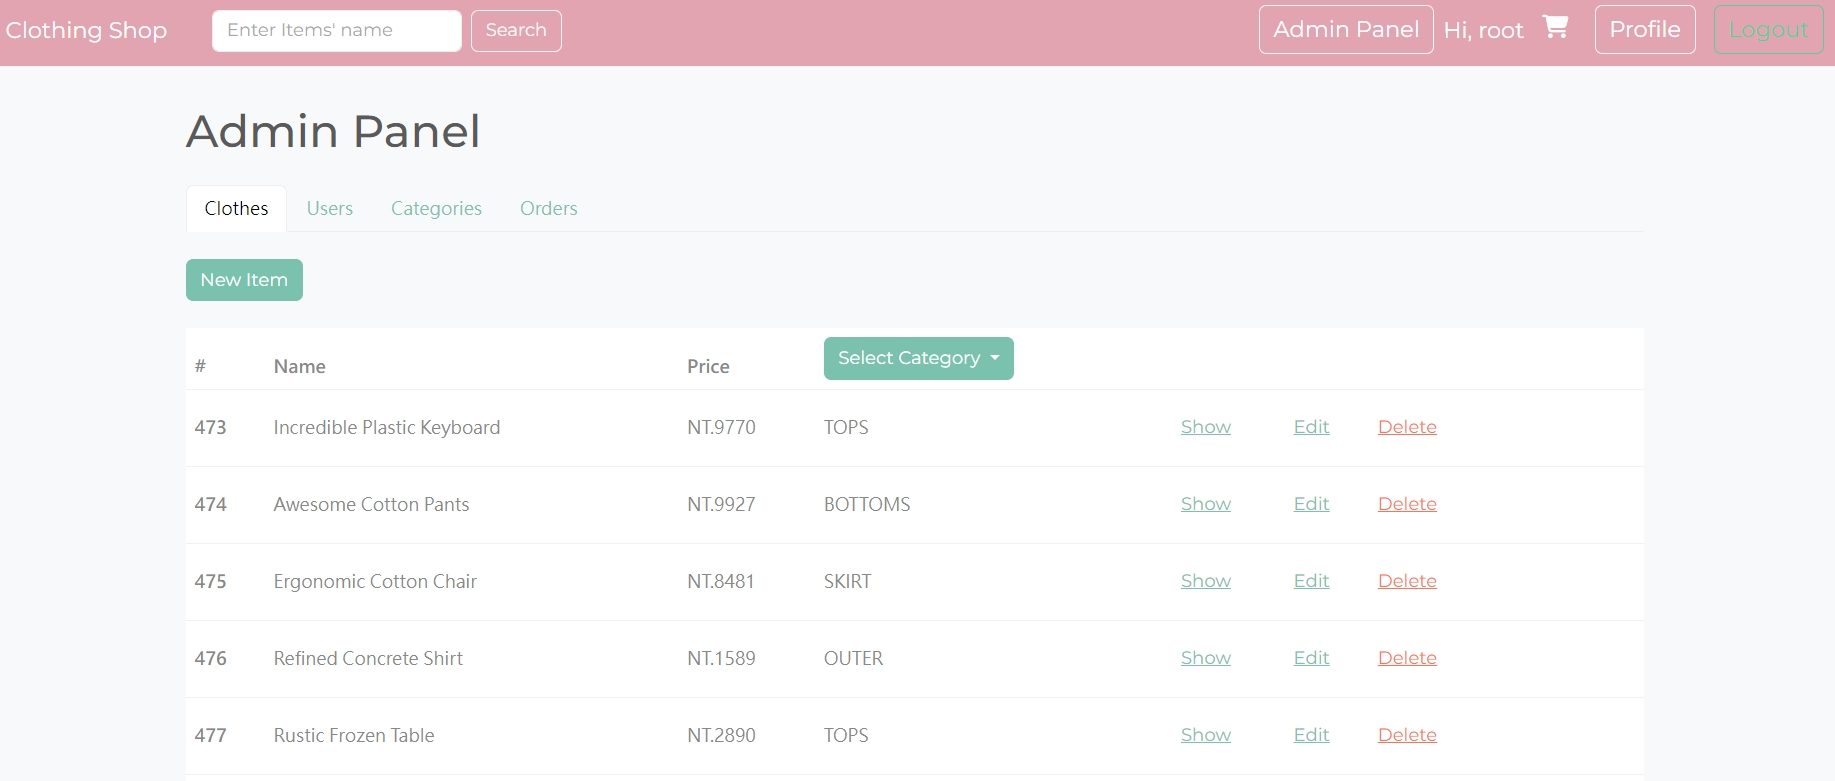 Clothing Shop Enter Items' name Search Admin Panel Hi, root Profile Logout
Admin Panel
Clothes Users Categories Orders
New Item
# Name Price Select Category
473 Incredible Plastic Keyboard NT.9770 TOPS Show Edit Delete
474 Awesome Cotton Pants NT.9927 BOTTOMS Show Edit Delete
475 Ergonomic Cotton Chair NT.8481 SKIRT Show Edit Delete
476 Refined Concrete Shirt NT.1589 OUTER Show Edit Delete
477 Rustic Frozen Table NT.2890 TOPS Show Edit Delete